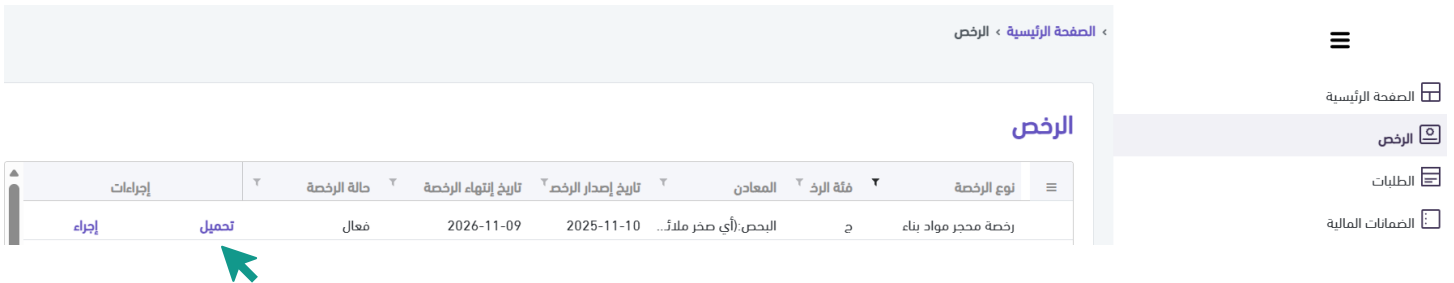 الصفحة الرئيسية
الرخص
الطلبات
الضمانات المالية
› الصفحة الرئيسية › الرخص
الرخص
نوع الرخصة فئة الرخ المعادن تاريخ إصدار الرخص تاريخ إنتهاء الرخصة حالة الرخصة إجراءات
رخصة محجر مواد بناء ج البحص:(أي صخر ملائ... 2025-11-10 2026-11-09 فعال تحميل إجراء